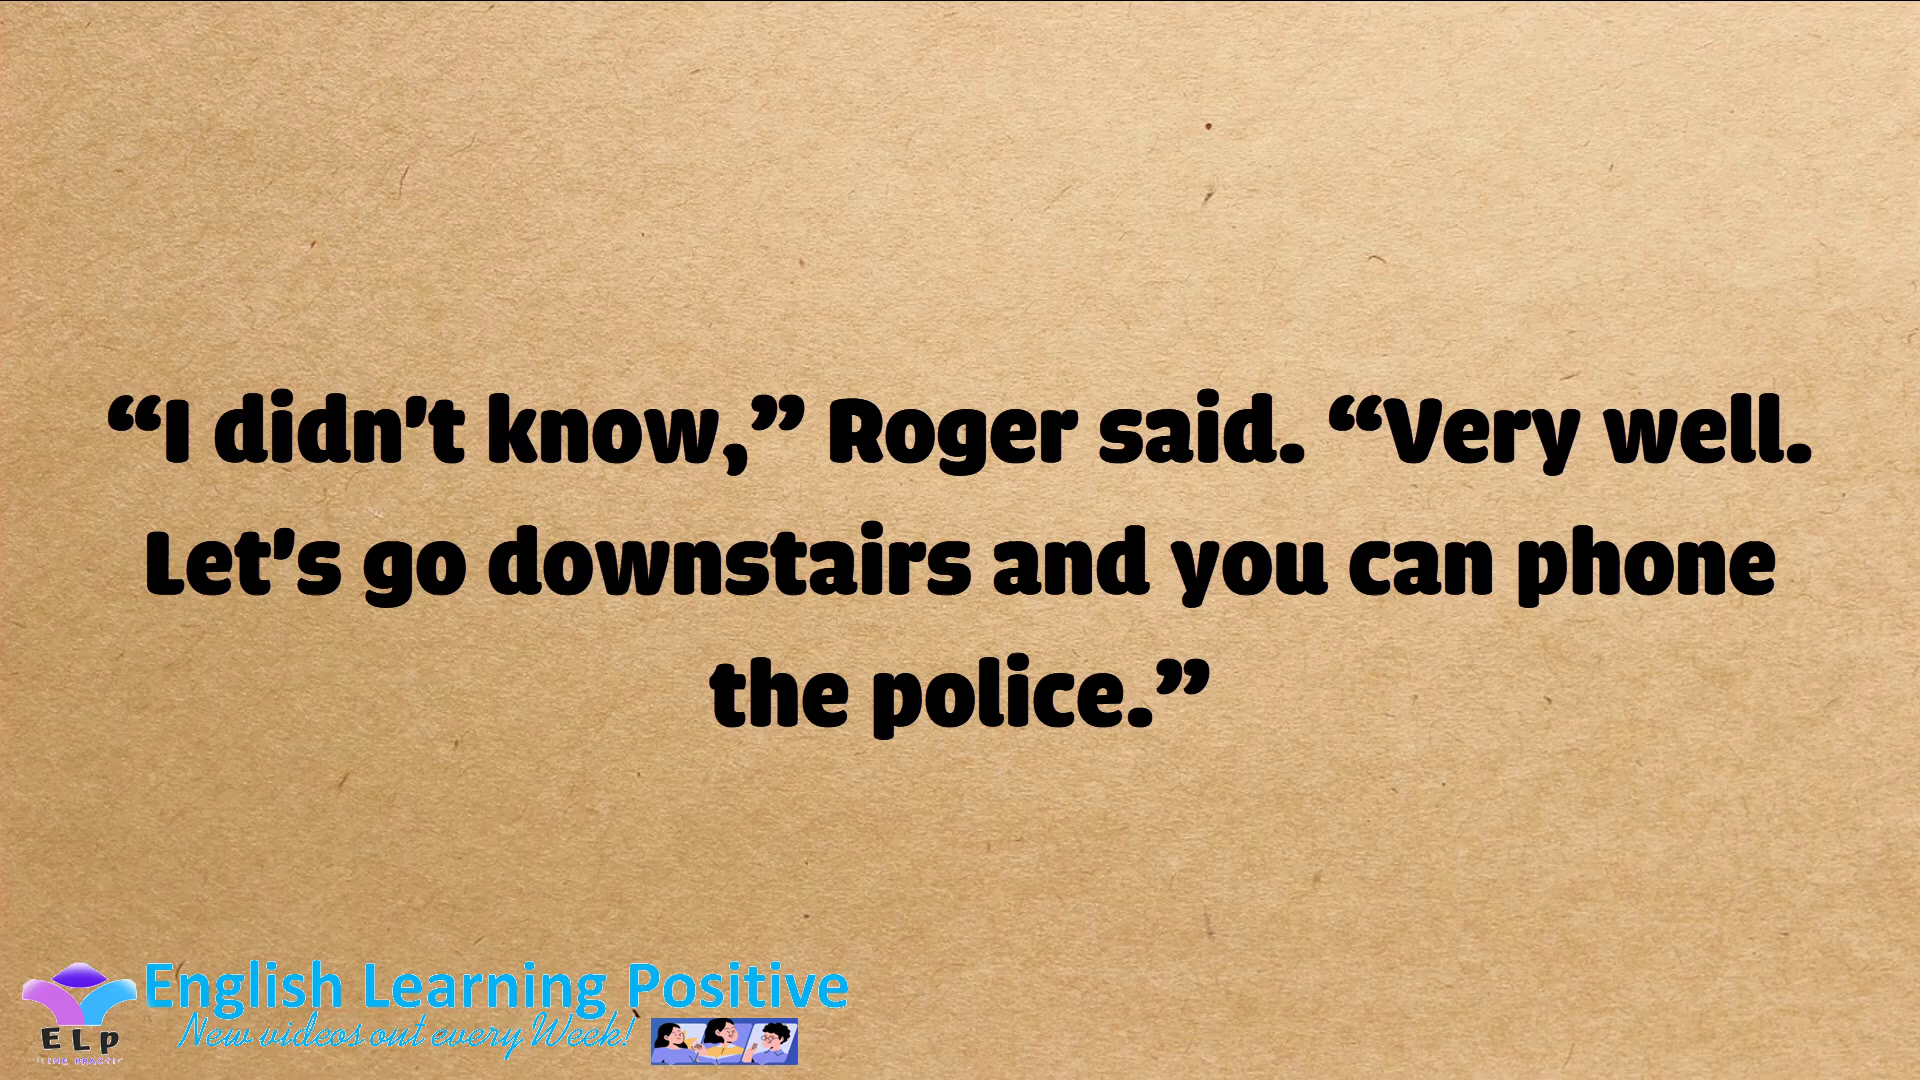 “I didn't know,” Roger said. “Very well.
Let's go downstairs and you can phone
the police.”
English Learning Positive
New videos out every Week!
ELP